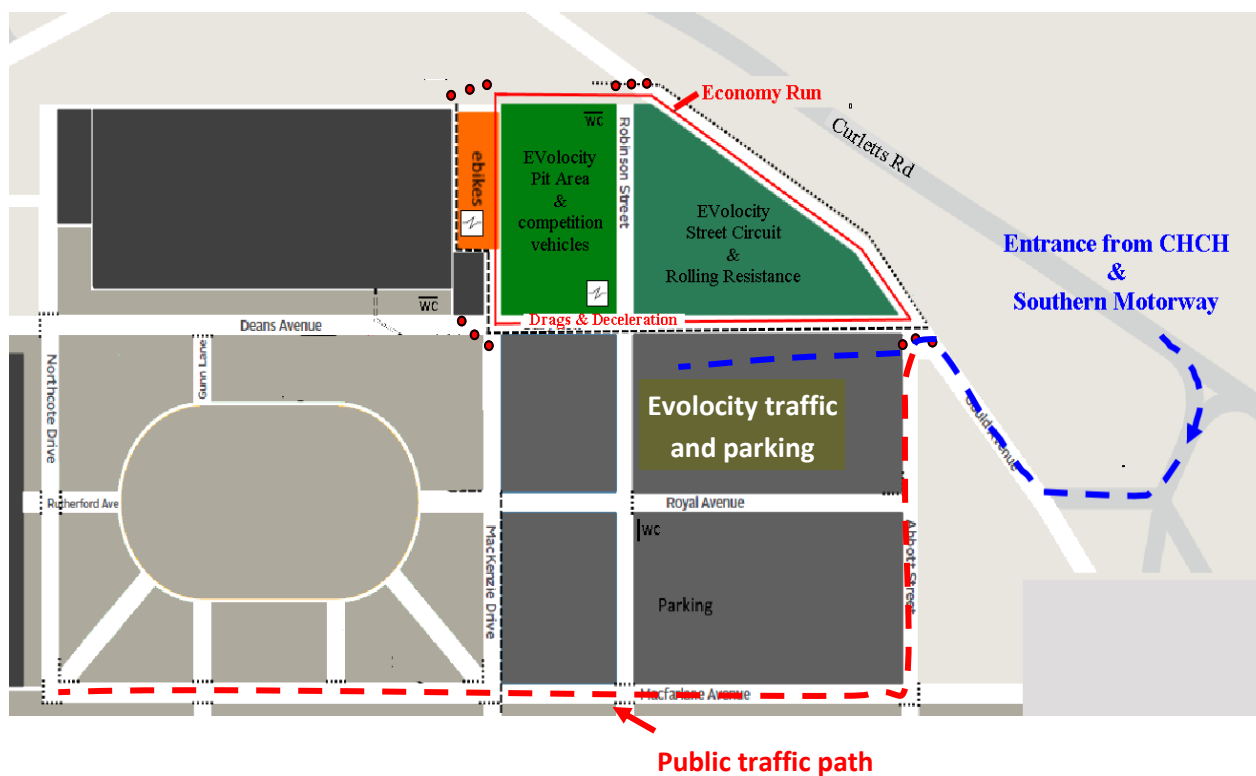 Economy Run
Curletts Rd
WC
Robinson Street
ebikes
EVolocity
Pit Area
&
competition
vehicles
EVolocity
Street Circuit
&
Rolling Resistance
Entrance from CHCH
&
Southern Motorway
WC
Drags & Deceleration
Deans Avenue
Gunn Lane
Northcote Drive
Evolocity traffic
and parking
Goulds Avenue
Rutherford Ave
Royal Avenue
WC
MacKenzie Drive
Abbott Street
Parking
Macfarlane Avenue
Public traffic path